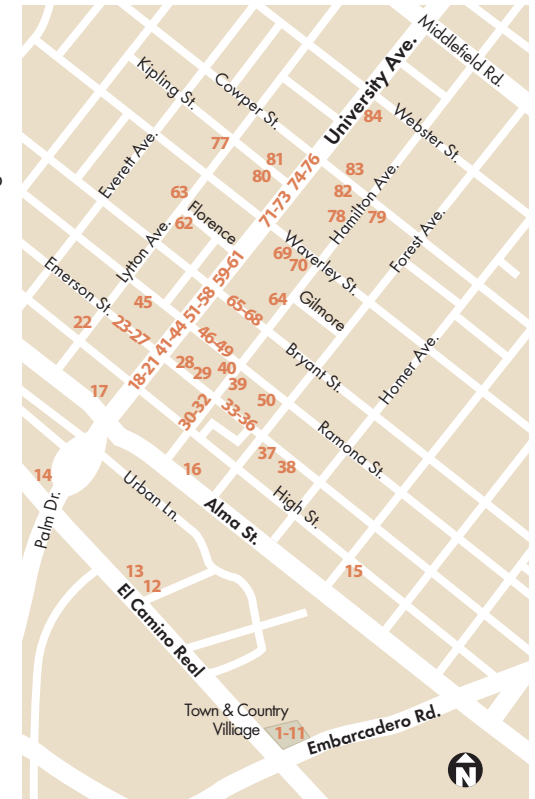 Middlefield Rd.
University Ave.
Kipling St.
Cowper St.
84
Webster St.
77
Everett Ave.
81
80
74-76
83
82
Hamilton Ave.
63
71-73
78
79
62
Florence
Lytton Ave.
Waverley St.
Forest Ave.
69
70
59-61
Emerson St.
45
51-58
65-68
64
Gilmore
22
23-27
41-44
46-49
18-21
28
29
40
39
Bryant St.
Homer Ave.
17
30-32
33-36
50
Ramona St.
37
38
14
16
High St.
Palm Dr.
Urban Ln.
Alma St.
13
12
15
El Camino Real
Town & Country
Villiage
1-11
Embarcadero Rd.
N